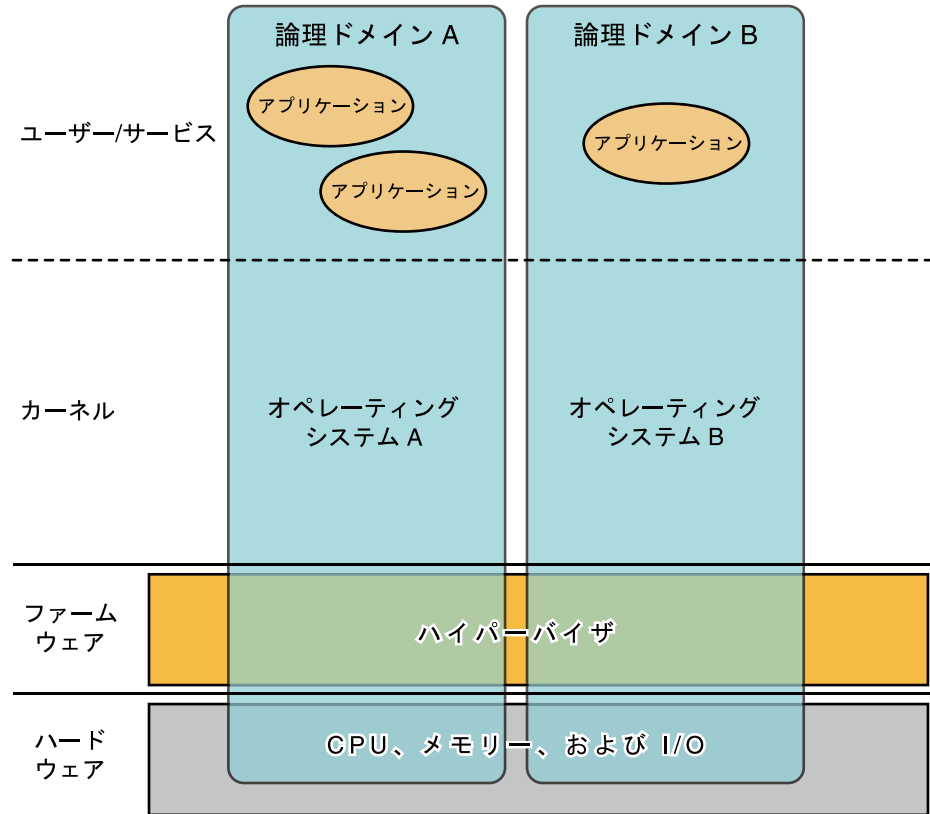 論理ドメイン A
論理ドメイン B
アプリケーション
アプリケーション
アプリケーション
ユーザー/サービス
カーネル
オペレーティング
システム A
オペレーティング
システム B
ファーム
ウェア
ハイパーバイザ
ハード
ウェア
CPU、メモリー、および I/O